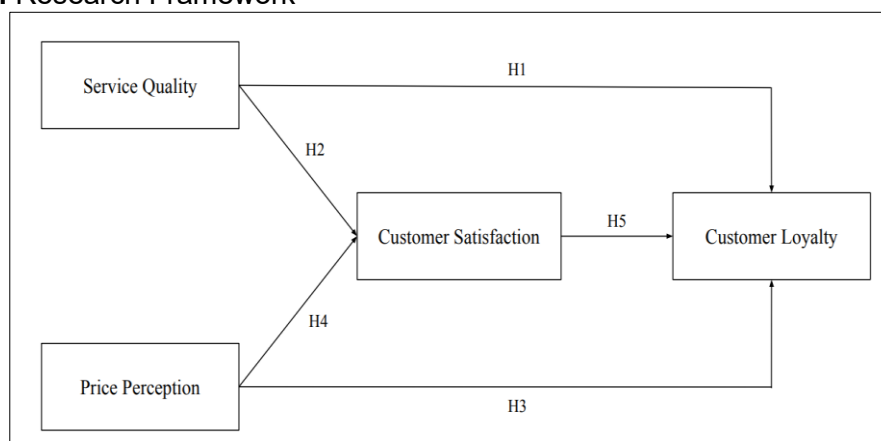 Research Framework
Service Quality
H1
H2
Customer Satisfaction
H5
Customer Loyalty
H4
Price Perception
H3